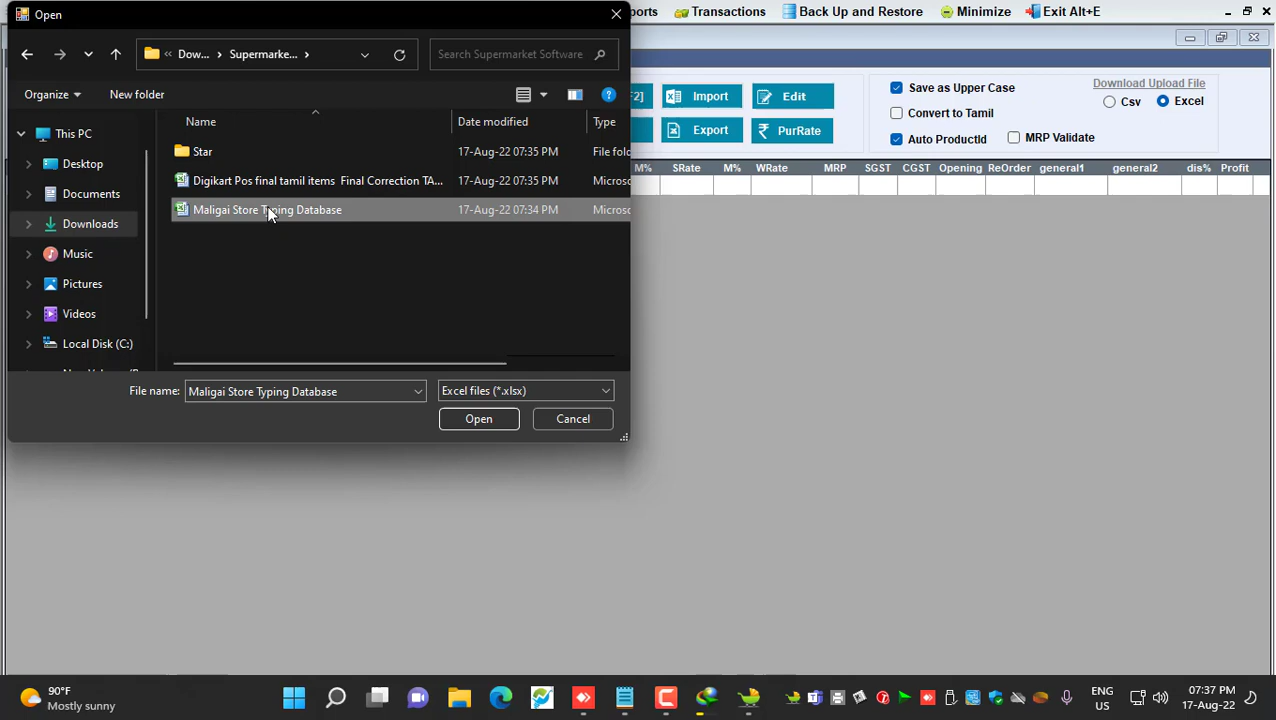 Open
orts
Transactions
Back Up and Restore
Minimize
Exit Alt+E
Dow...
Supermarke...
Search Supermarket Software
Organize
New folder
2]
Import
Edit
Export
PurRate
Save as Upper Case
Convert to Tamil
Auto ProductId
MRP Validate
Download Upload File
Csv
Excel
Name
Date modified
Type
This PC
Desktop
Documents
Downloads
Music
Pictures
Videos
Local Disk (C:)
Star
17-Aug-22 07:35 PM
File fold
Digikart Pos final tamil items Final Correction TA...
17-Aug-22 07:35 PM
Microsc
Maligai Store Typing Database
17-Aug-22 07:34 PM
Microsc
M%
SRate
M%
WRate
MRP
SGST
CGST
Opening
ReOrder
general1
general2
dis%
Profit
File name:
Maligai Store Typing Database
Excel files (*.xlsx)
Open
Cancel
90°F
Mostly sunny
ENG
US
07:37 PM
17-Aug-22